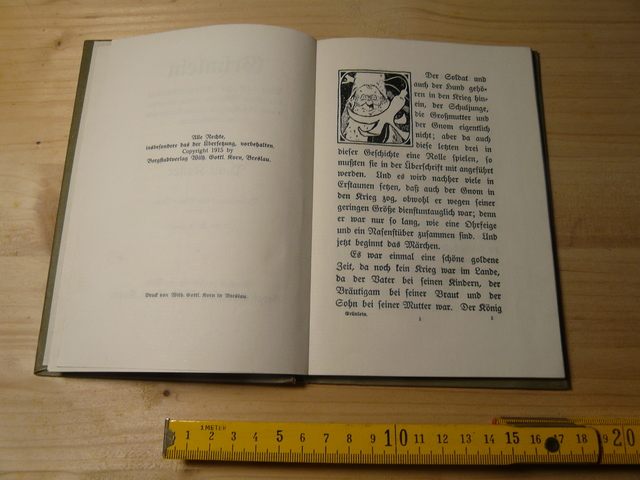 Alle Rechte,
insbesondere das der Übersetzung, vorbehalten.
Copyright 1915 by
Bergstadtverlag Wilh. Gottl. Korn, Breslau.
Druck von Wilh. Gottl. Korn in Breslau.
Der Soldat und
auch der Hund gehö-
ren in den Krieg hin-
ein, der Schuljunge,
die Großmutter und
der Gnom eigentlich
nicht; aber da auch
diese letzten drei in
dieser Geschichte eine Rolle spielen, so
mußten sie in der Überschrift mit angeführt
werden. Und es wird nachher viele in
Erstaunen setzen, daß auch der Gnom in
den Krieg zog, obwohl er wegen seiner
geringen Größe dienstuntauglich war; denn
er war nur so lang, wie eine Ohrfeige
und ein Nasenstüber zusammen sind. Und
jetzt beginnt das Märchen.
Es war einmal eine schöne goldene
Zeit, da noch kein Krieg war im Lande,
da der Vater bei seinen Kindern, der
Bräutigam bei seiner Braut und der
Sohn bei seiner Mutter war. Der König
Grünlein. 1 1
1 METER
1 2 3 4 5 6 7 8 9 10 11 12 13 14 15 16 17 18 19 20